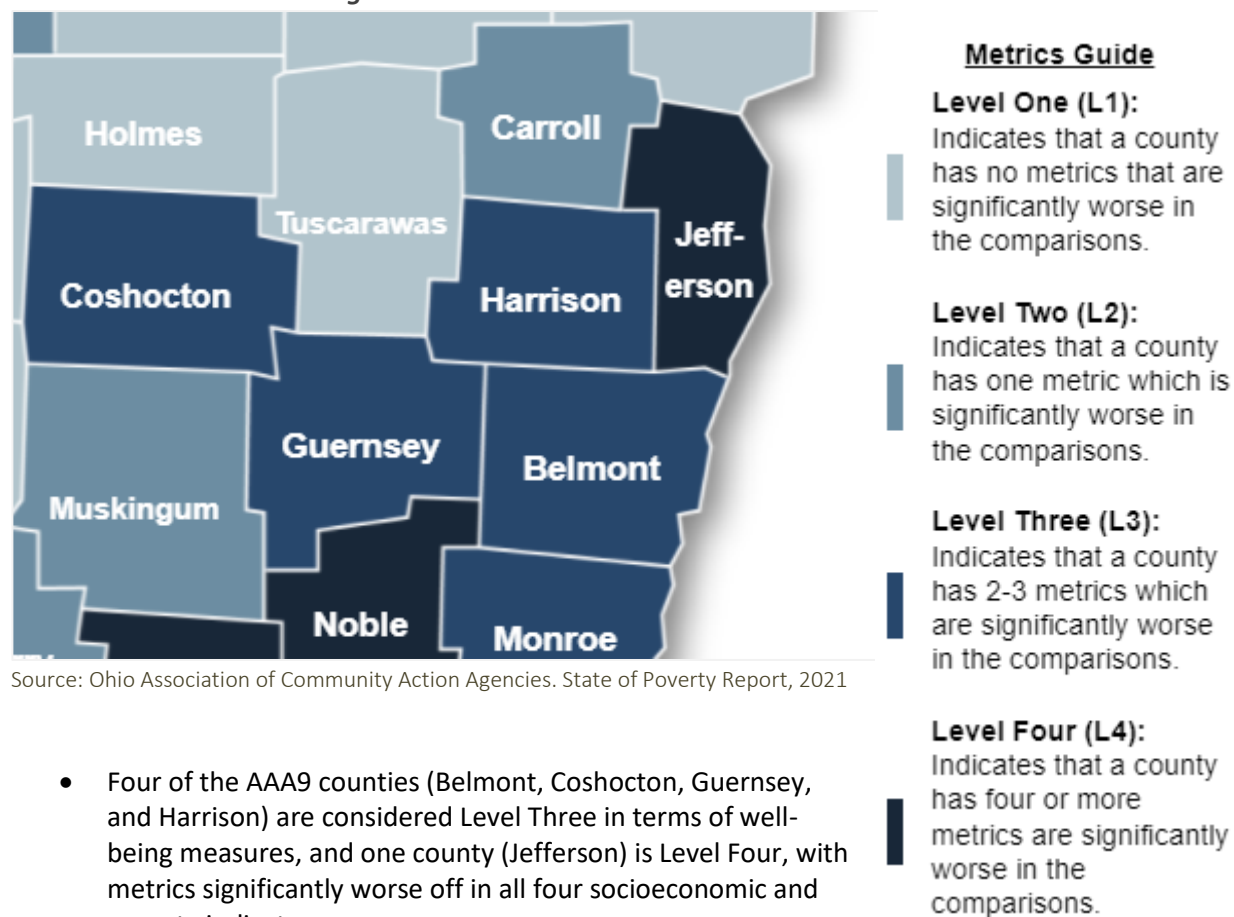 Holmes
Carroll
Tuscarawas
Jeff-
erson
Coshocton
Harrison
Guernsey
Belmont
Muskingum
Noble
Monroe
Source: Ohio Association of Community Action Agencies. State of Poverty Report, 2021
• Four of the AAA9 counties (Belmont, Coshocton, Guernsey,
and Harrison) are considered Level Three in terms of well-
being measures, and one county (Jefferson) is Level Four, with
metrics significantly worse off in all four socioeconomic and
Metrics Guide
Level One (L1):
Indicates that a county
has no metrics that are
significantly worse in
the comparisons.
Level Two (L2):
Indicates that a county
has one metric which is
significantly worse in
the comparisons.
Level Three (L3):
Indicates that a county
has 2-3 metrics which
are significantly worse
in the comparisons.
Level Four (L4):
Indicates that a county
has four or more
metrics are significantly
worse in the
comparisons.